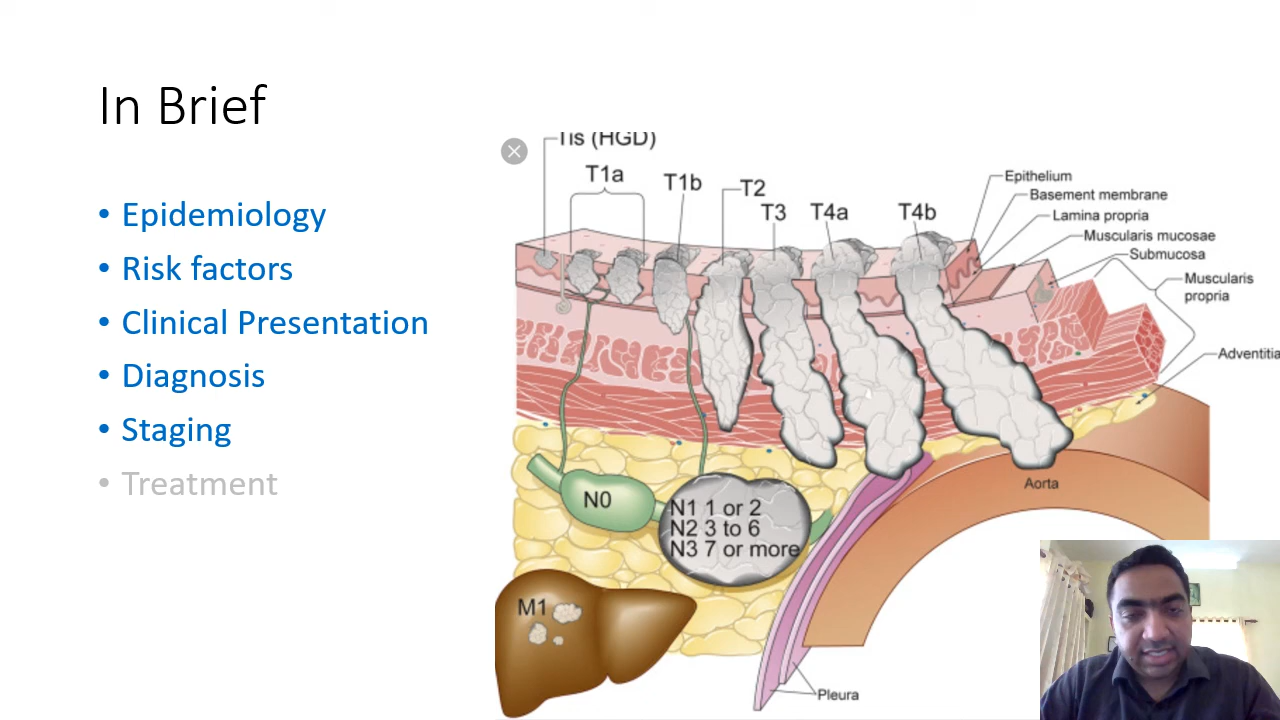 In Brief
• Epidemiology
• Risk factors
• Clinical Presentation
• Diagnosis
• Staging
• Treatment
Tis (HGD)
T1a
T1b
T2
T3
T4a
T4b
Epithelium
Basement membrane
Lamina propria
Muscularis mucosae
Submucosa
Muscularis
propria
Adventitia
Aorta
N0
N1 1 or 2
N2 3 to 6
N3 7 or more
M1
Pleura